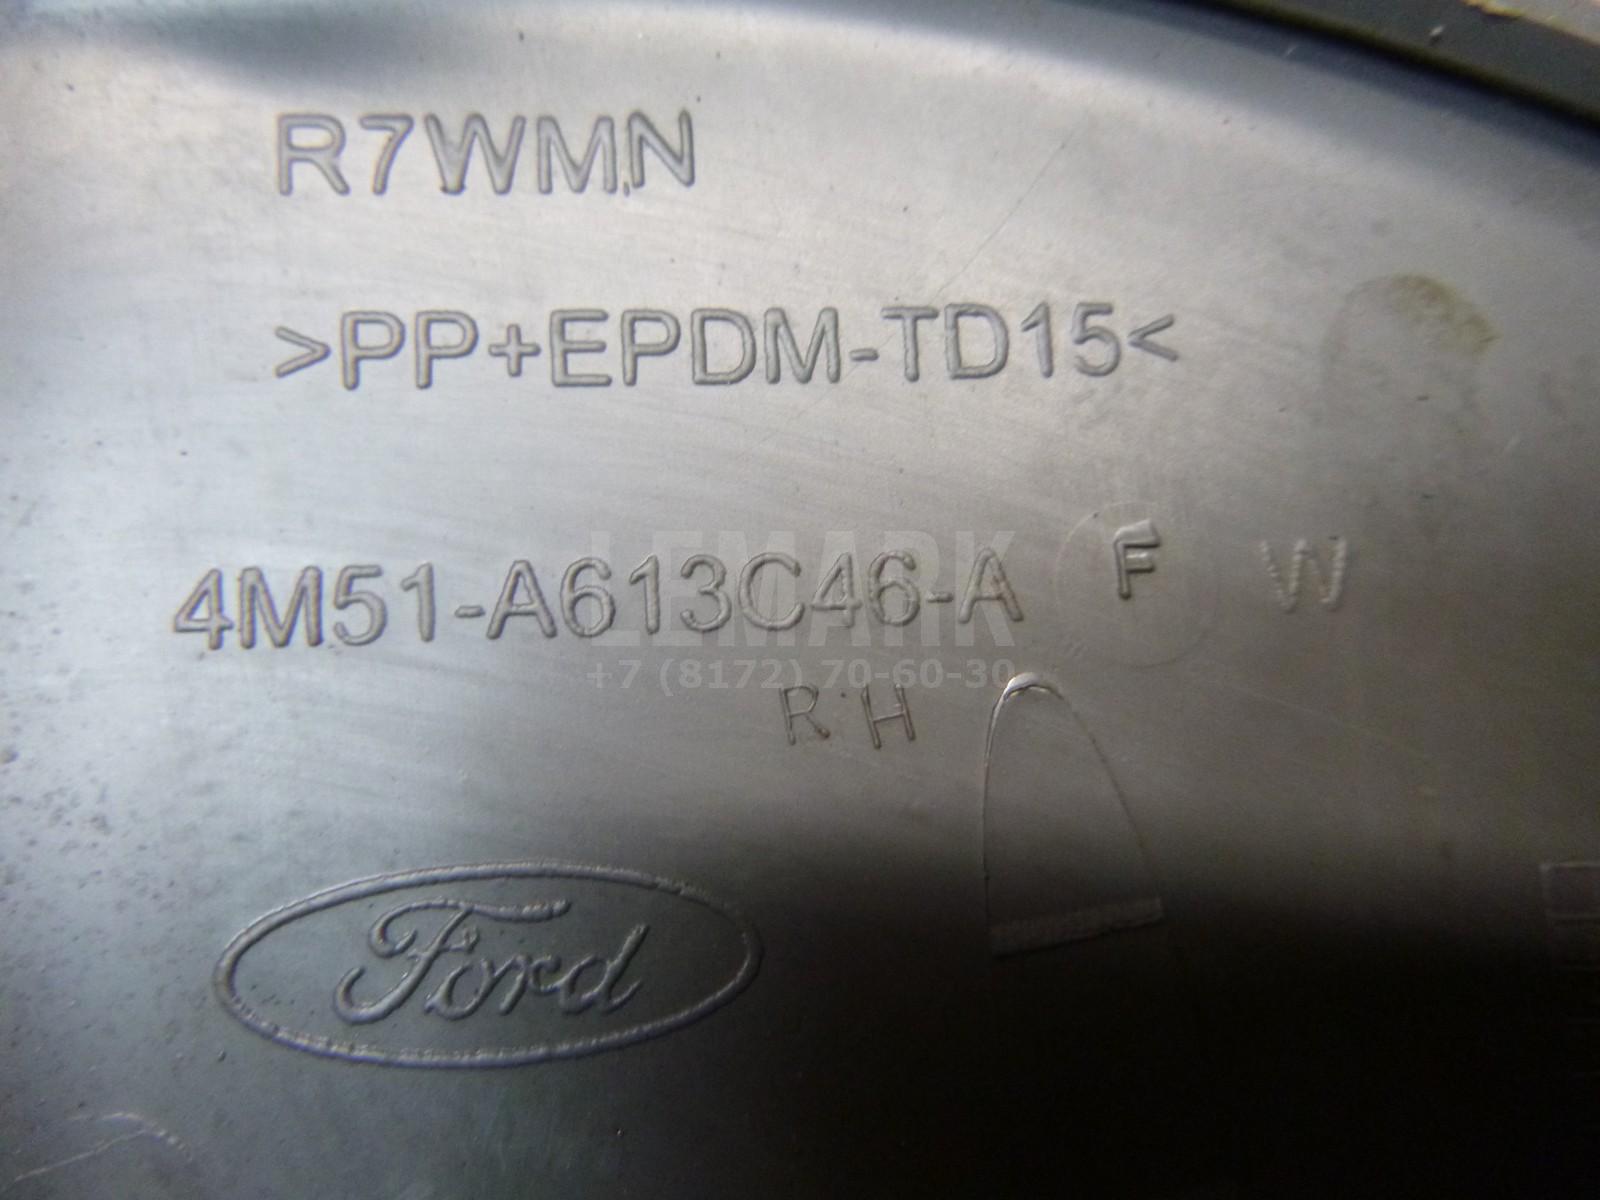 R7WMN
>PP+EPDM-TD15<
4M51-A613C46-A F W
LEMARK
+7 (8172) 70-60-30
RH
Ford